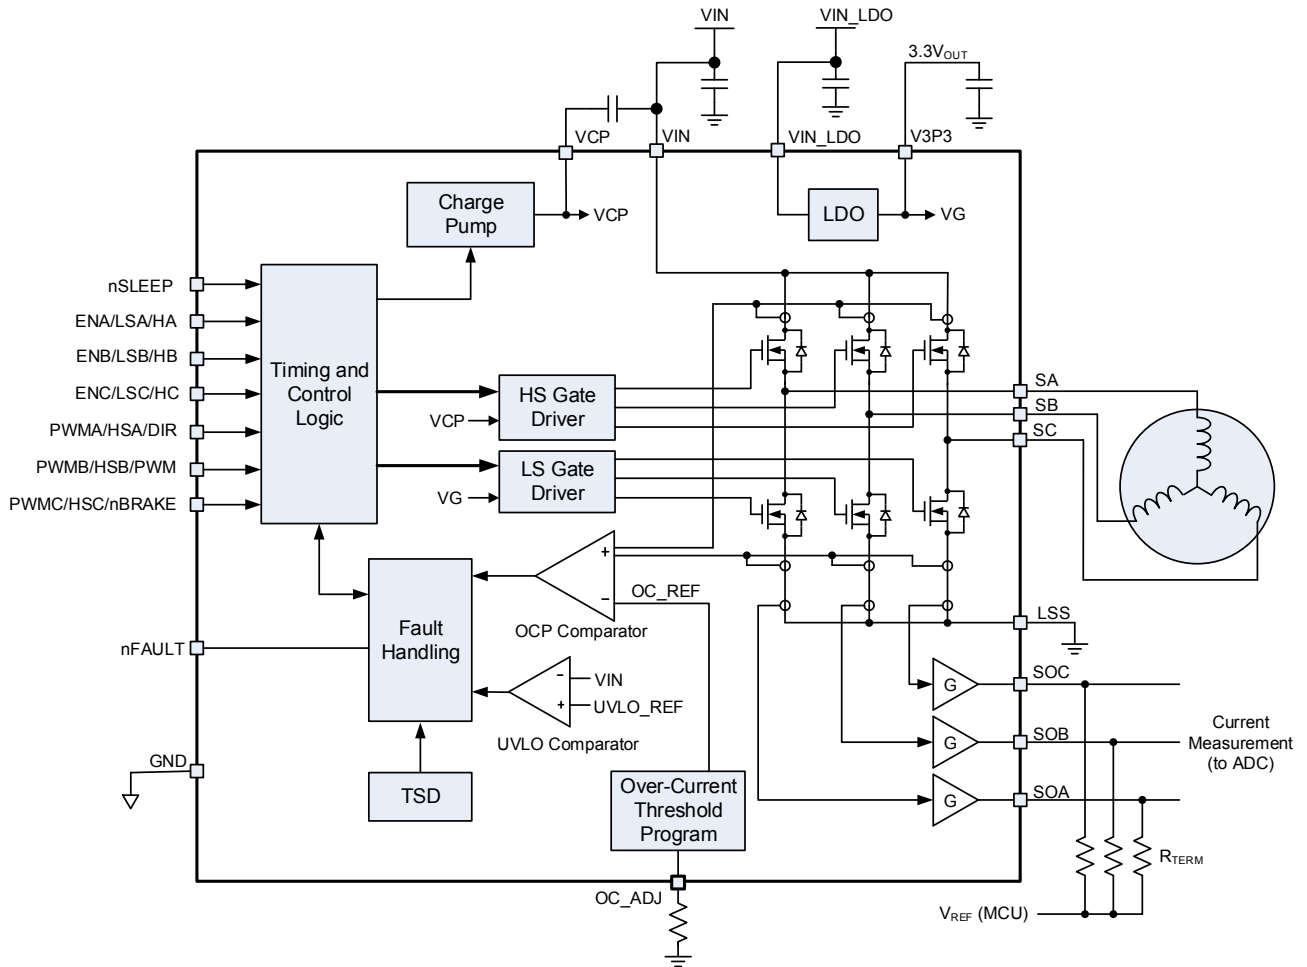 VIN
VIN_LDO
3.3VOUT
VCP
VIN
VIN_LDO
V3P3
Charge
Pump
VCP
LDO
VG
nSLEEP
ENA/LSA/HA
ENB/LSB/HB
ENC/LSC/HC
PWMA/HSA/DIR
PWMB/HSB/PWM
PWMC/HSC/nBRAKE
Timing and
Control
Logic
HS Gate
Driver
VCP
LS Gate
Driver
VG
SA
SB
SC
+
−
OC_REF
OCP Comparator
Fault
Handling
nFAULT
−
VIN
+
UVLO_REF
UVLO Comparator
LSS
G
SOC
G
SOB
G
SOA
Current
Measurement
(to ADC)
GND
TSD
Over-Current
Threshold
Program
RTERM
OC_ADJ
VREF (MCU)